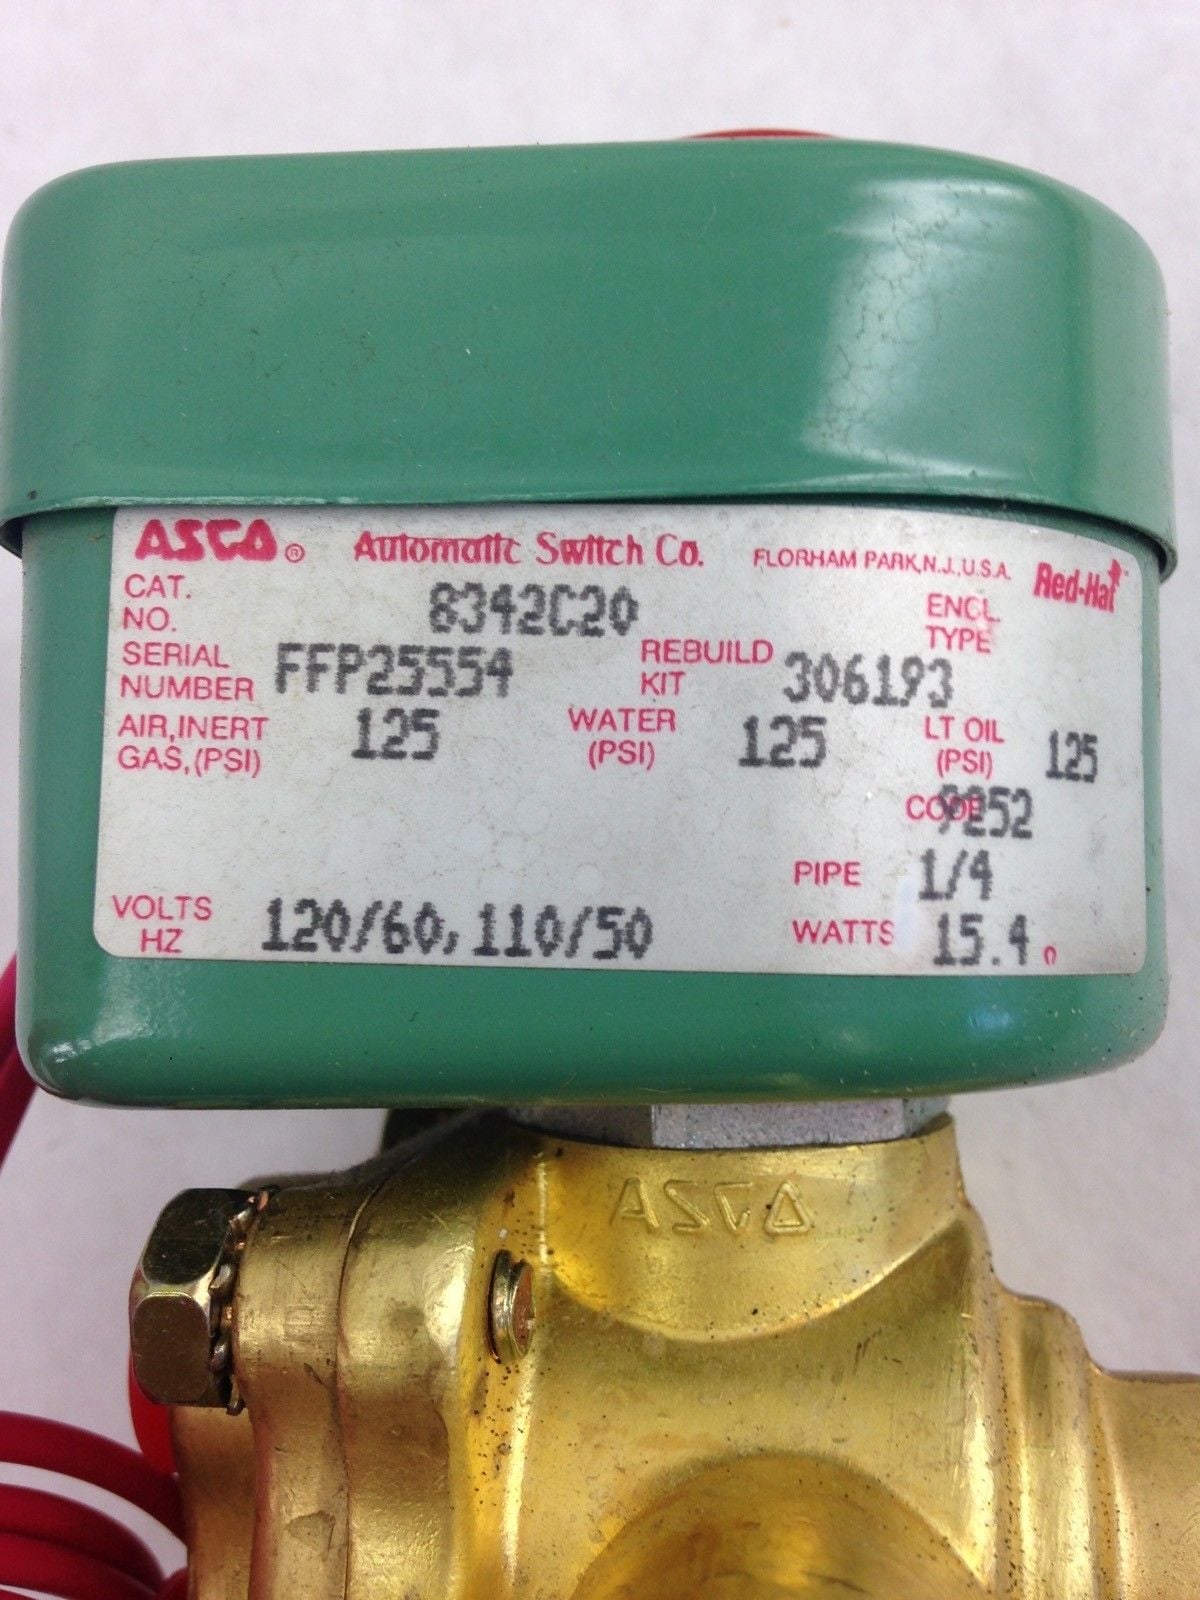 ASCO ® Automatic Switch Co. FLORHAM PARK, N.J., U.S.A. Red-Hat
CAT. NO. 8342C20 ENCL. TYPE
SERIAL NUMBER FFP25554 REBUILD KIT 306193
AIR, INERT GAS, (PSI) 125 WATER (PSI) 125 LT OIL (PSI) 125
CODE 9252
PIPE 1/4
VOLTS HZ 120/60, 110/50 WATTS 15.4
ASCO